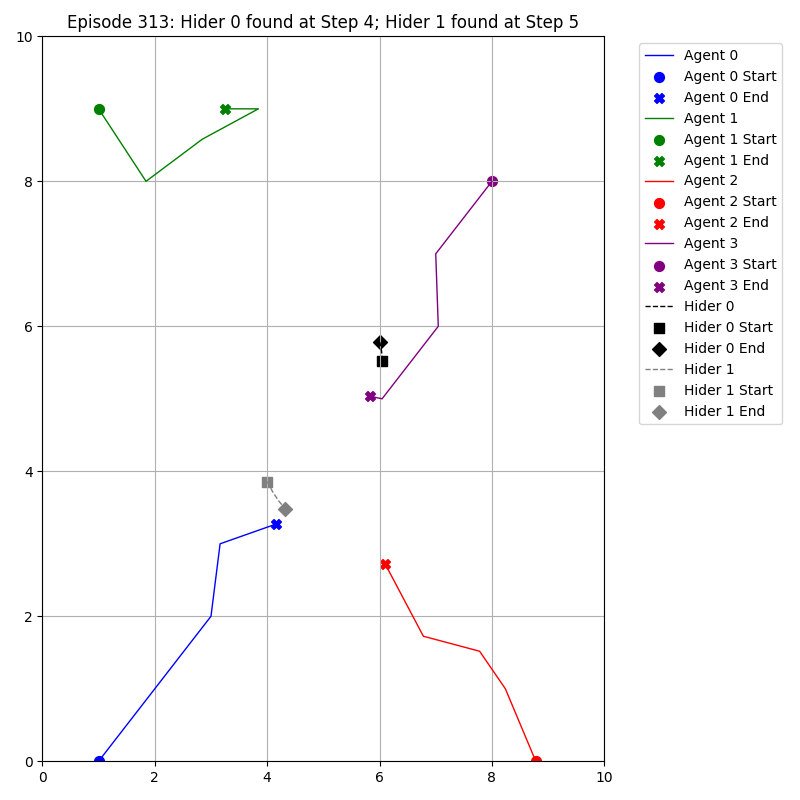 Episode 313: Hider 0 found at Step 4; Hider 1 found at Step 5
10
8
6
4
2
0
0 2 4 6 8 10
Agent 0
Agent 0 Start
Agent 0 End
Agent 1
Agent 1 Start
Agent 1 End
Agent 2
Agent 2 Start
Agent 2 End
Agent 3
Agent 3 Start
Agent 3 End
Hider 0
Hider 0 Start
Hider 0 End
Hider 1
Hider 1 Start
Hider 1 End